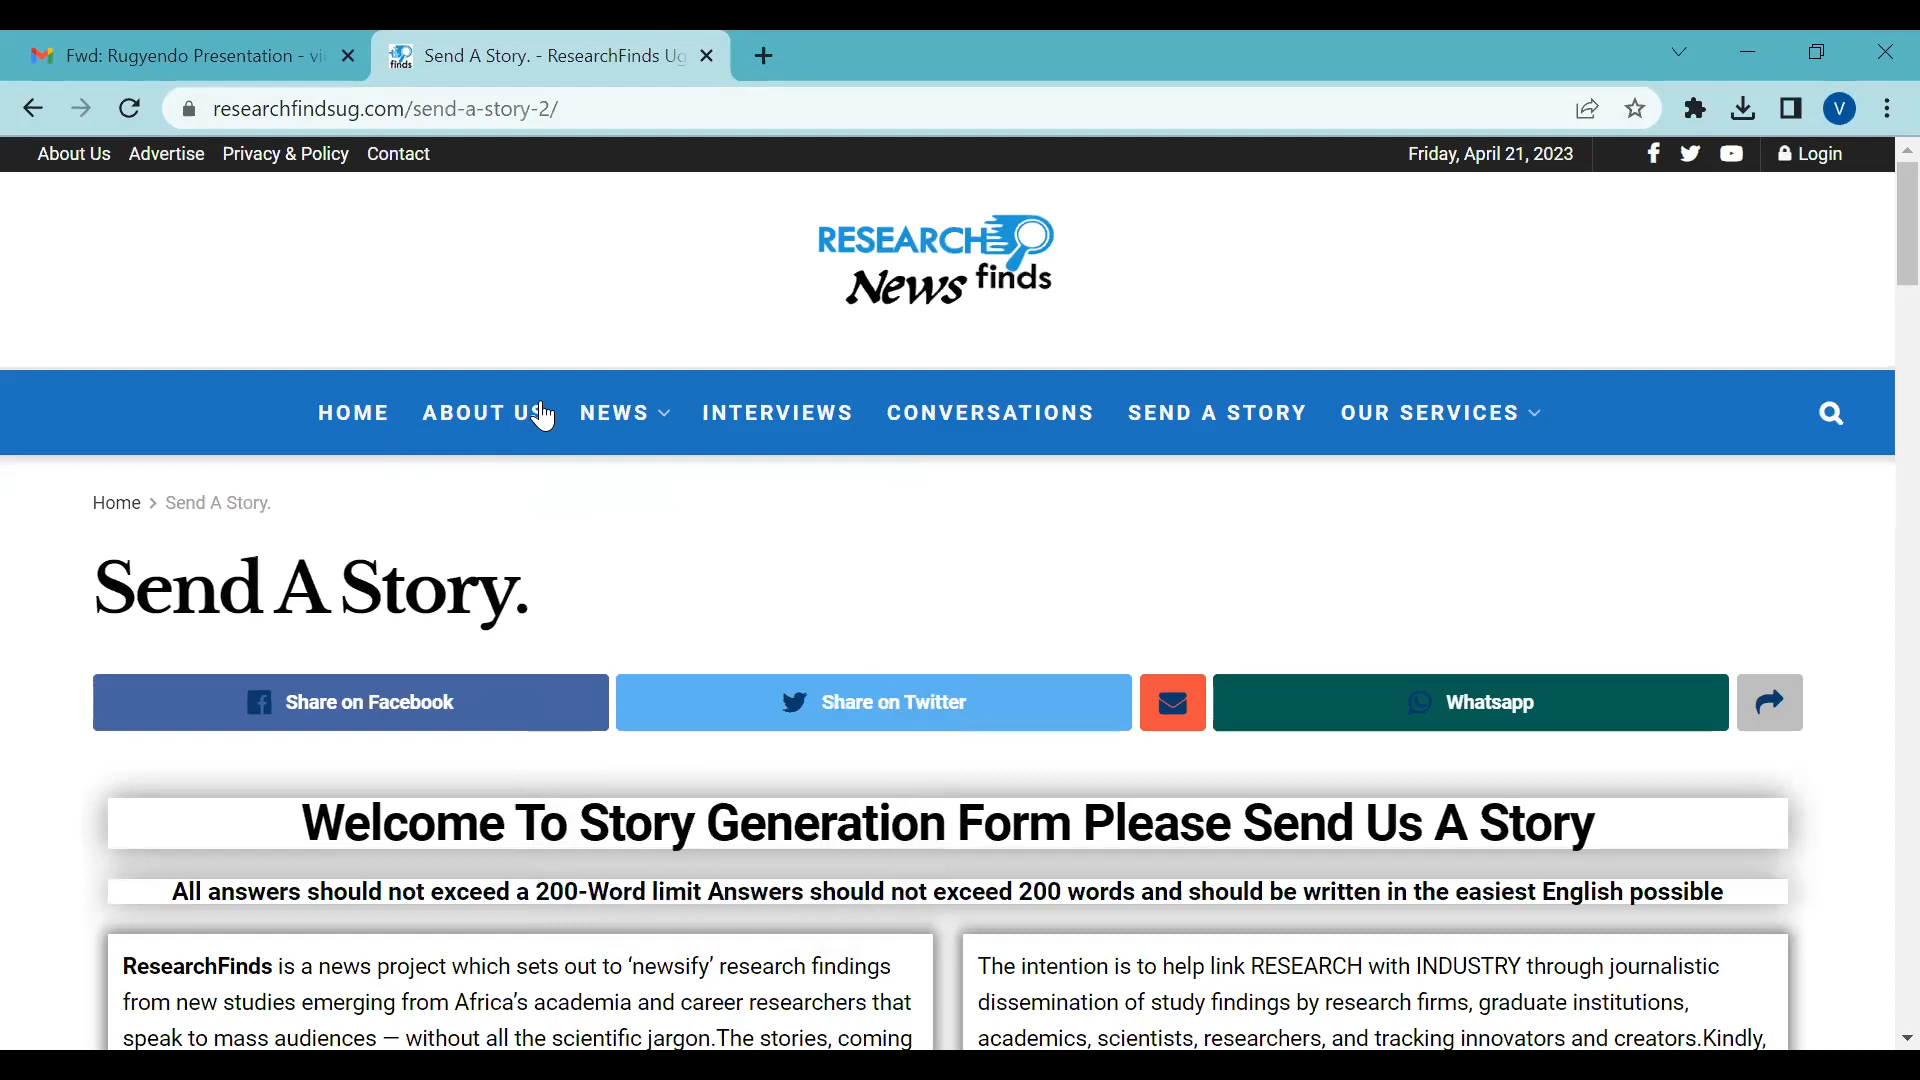 Fwd: Rugyendo Presentation - vi
Send A Story. - ResearchFinds Ug
researchfindsug.com/send-a-story-2/
V
About Us Advertise Privacy & Policy Contact
Friday, April 21, 2023
Login
RESEARCH
News finds
HOME ABOUT US NEWS INTERVIEWS CONVERSATIONS SEND A STORY OUR SERVICES
Home > Send A Story.
Send A Story.
Share on Facebook
Share on Twitter
Whatsapp
Welcome To Story Generation Form Please Send Us A Story
All answers should not exceed a 200-Word limit Answers should not exceed 200 words and should be written in the easiest English possible
ResearchFinds is a news project which sets out to ‘newsify’ research findings
from new studies emerging from Africa’s academia and career researchers that
speak to mass audiences — without all the scientific jargon.The stories, coming
The intention is to help link RESEARCH with INDUSTRY through journalistic
dissemination of study findings by research firms, graduate institutions,
academics, scientists, researchers, and tracking innovators and creators.Kindly,